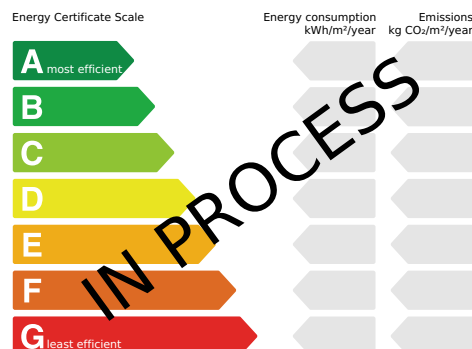 Energy Certificate Scale
Energy consumption
kWh/m²/year
Emissions
kg CO₂/m²/year
A most efficient
B
C
D
E
F
G least efficient
IN PROCESS